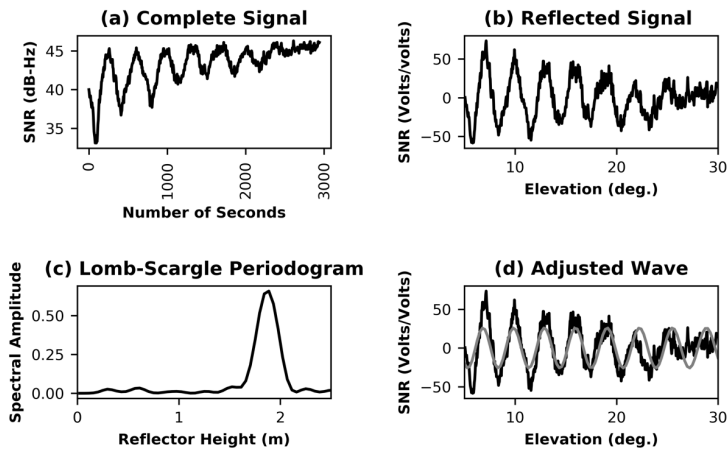 (a) Complete Signal
SNR (dB-Hz)
45
40
35
0
1000
2000
3000
Number of Seconds
(b) Reflected Signal
SNR (Volts/volts)
50
0
−50
10
20
30
Elevation (deg.)
(c) Lomb-Scargle Periodogram
Spectral Amplitude
0.50
0.25
0.00
0
1
2
Reflector Height (m)
(d) Adjusted Wave
SNR (Volts/Volts)
50
0
−50
10
20
30
Elevation (deg.)